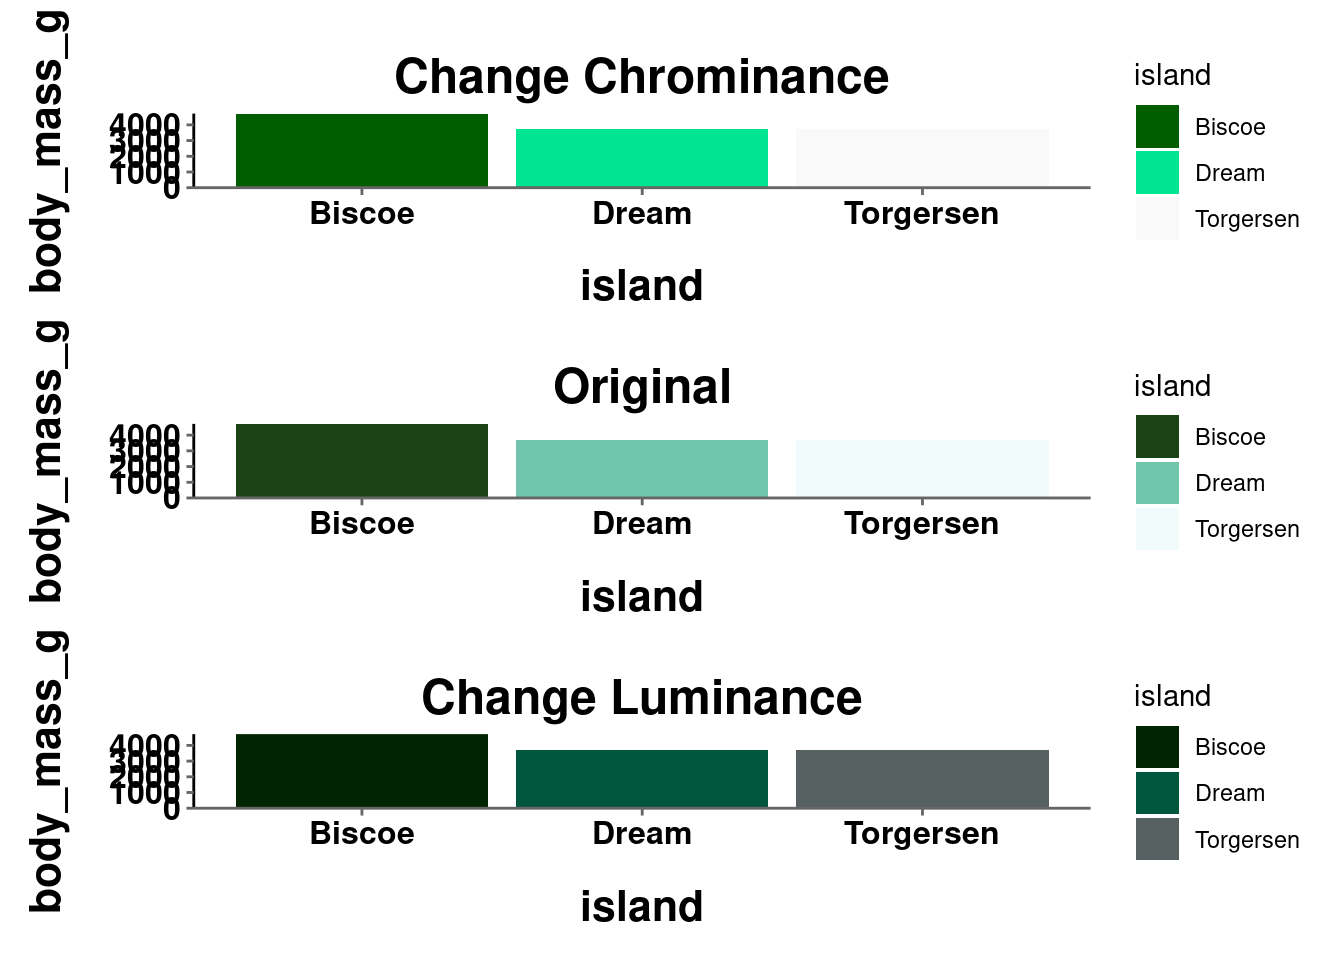 Change Chrominance
body_mass_g
4000
3000
2000
1000
0
Biscoe Dream Torgersen
island
island
Biscoe
Dream
Torgersen
Original
body_mass_g
4000
3000
2000
1000
0
Biscoe Dream Torgersen
island
island
Biscoe
Dream
Torgersen
Change Luminance
body_mass_g
4000
3000
2000
1000
0
Biscoe Dream Torgersen
island
island
Biscoe
Dream
Torgersen